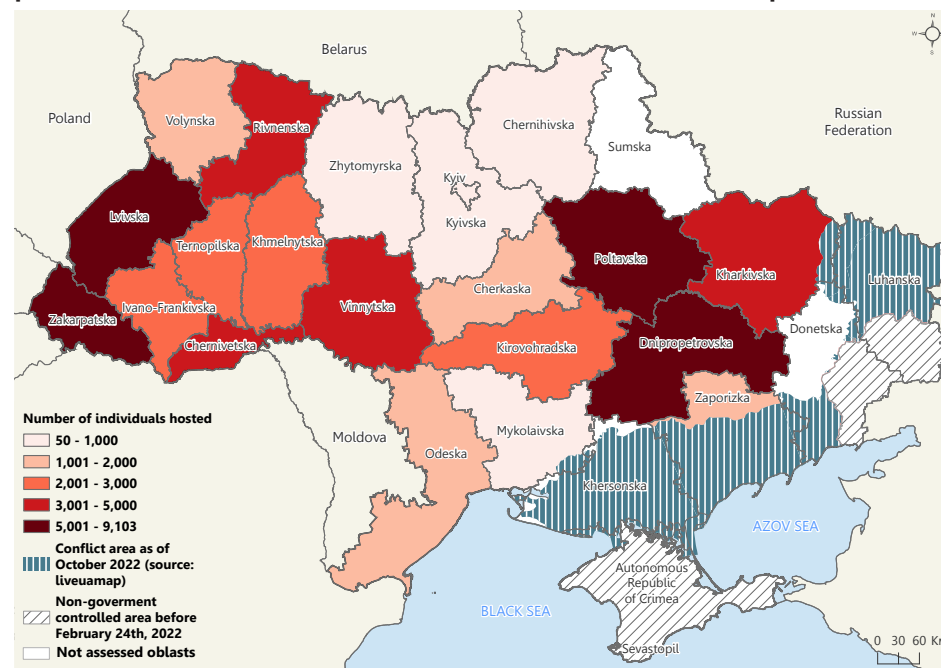 Belarus
N
W
S
Poland
Volynska
Rivnenska
Chernihivska
Russian
Federation
Sumska
Zhytomyrska
Kyiv
Lvivska
Kyivska
Ternopilska
Khmelnytska
Poltavska
Kharkivska
Luhanska
Cherkaska
Ivano-Frankivska
Vinnytska
Zakarpatska
Donetska
Chernivetska
Kirovohradska
Dnipropetrovska
Zaporizka
Number of individuals hosted
50 - 1,000
1,001 - 2,000
2,001 - 3,000
3,001 - 5,000
5,001 - 9,103
Conflict area as of
October 2022 (source:
liveuamap)
Non-goverment
controlled area before
February 24th, 2022
Not assessed oblasts
Moldova
Mykolaivska
Odeska
Khersonska
AZOV SEA
Autonomous
Republic
of Crimea
BLACK SEA
Sevastopil
0 30 60 K